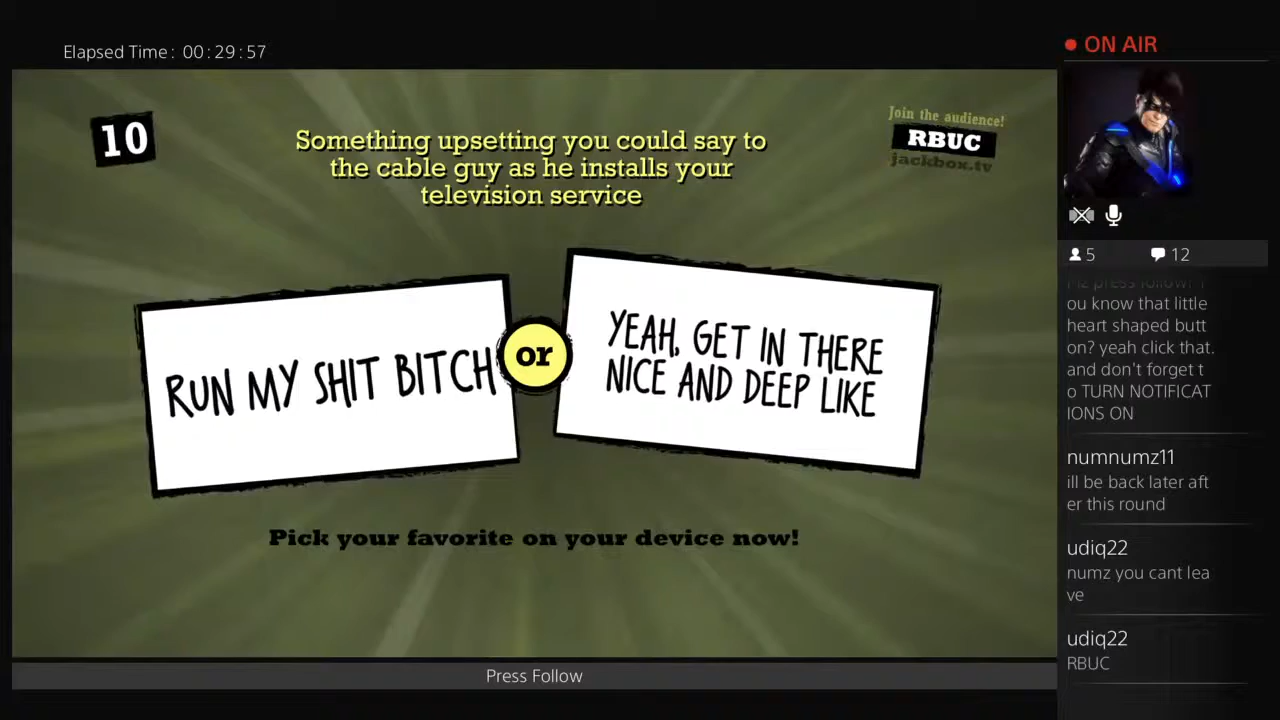 Elapsed Time: 00:29:57
ON AIR
10
Something upsetting you could say to
the cable guy as he installs your
television service
Join the audience!
RBUC
jackbox.tv
RUN MY SHIT BITCH
or
YEAH, GET IN THERE
NICE AND DEEP LIKE
Pick your favorite on your device now!
Press Follow
5
12
ou know that little
heart shaped butt
on? yeah click that.
and don't forget t
o TURN NOTIFICAT
IONS ON
numnumz11
ill be back later aft
er this round
udiq22
numz you cant lea
ve
udiq22
RBUC